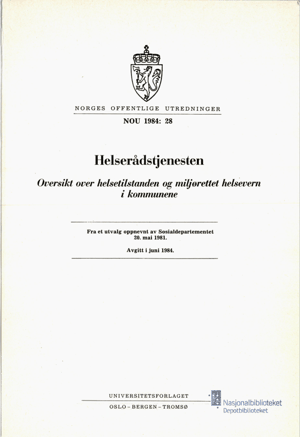 NORGES OFFENTLIGE UTREDNINGER
NOU 1984: 28
Helserådstjenesten
Oversikt over helsetilstanden og miljørettet helsevern
i kommunene
Fra et utvalg oppnevnt av Sosialdepartementet
20. mai 1981.
Avgitt i juni 1984.
UNIVERSITETSFORLAGET
OSLO – BERGEN – TROMSØ
Nasjonalbiblioteket
Depotbiblioteket